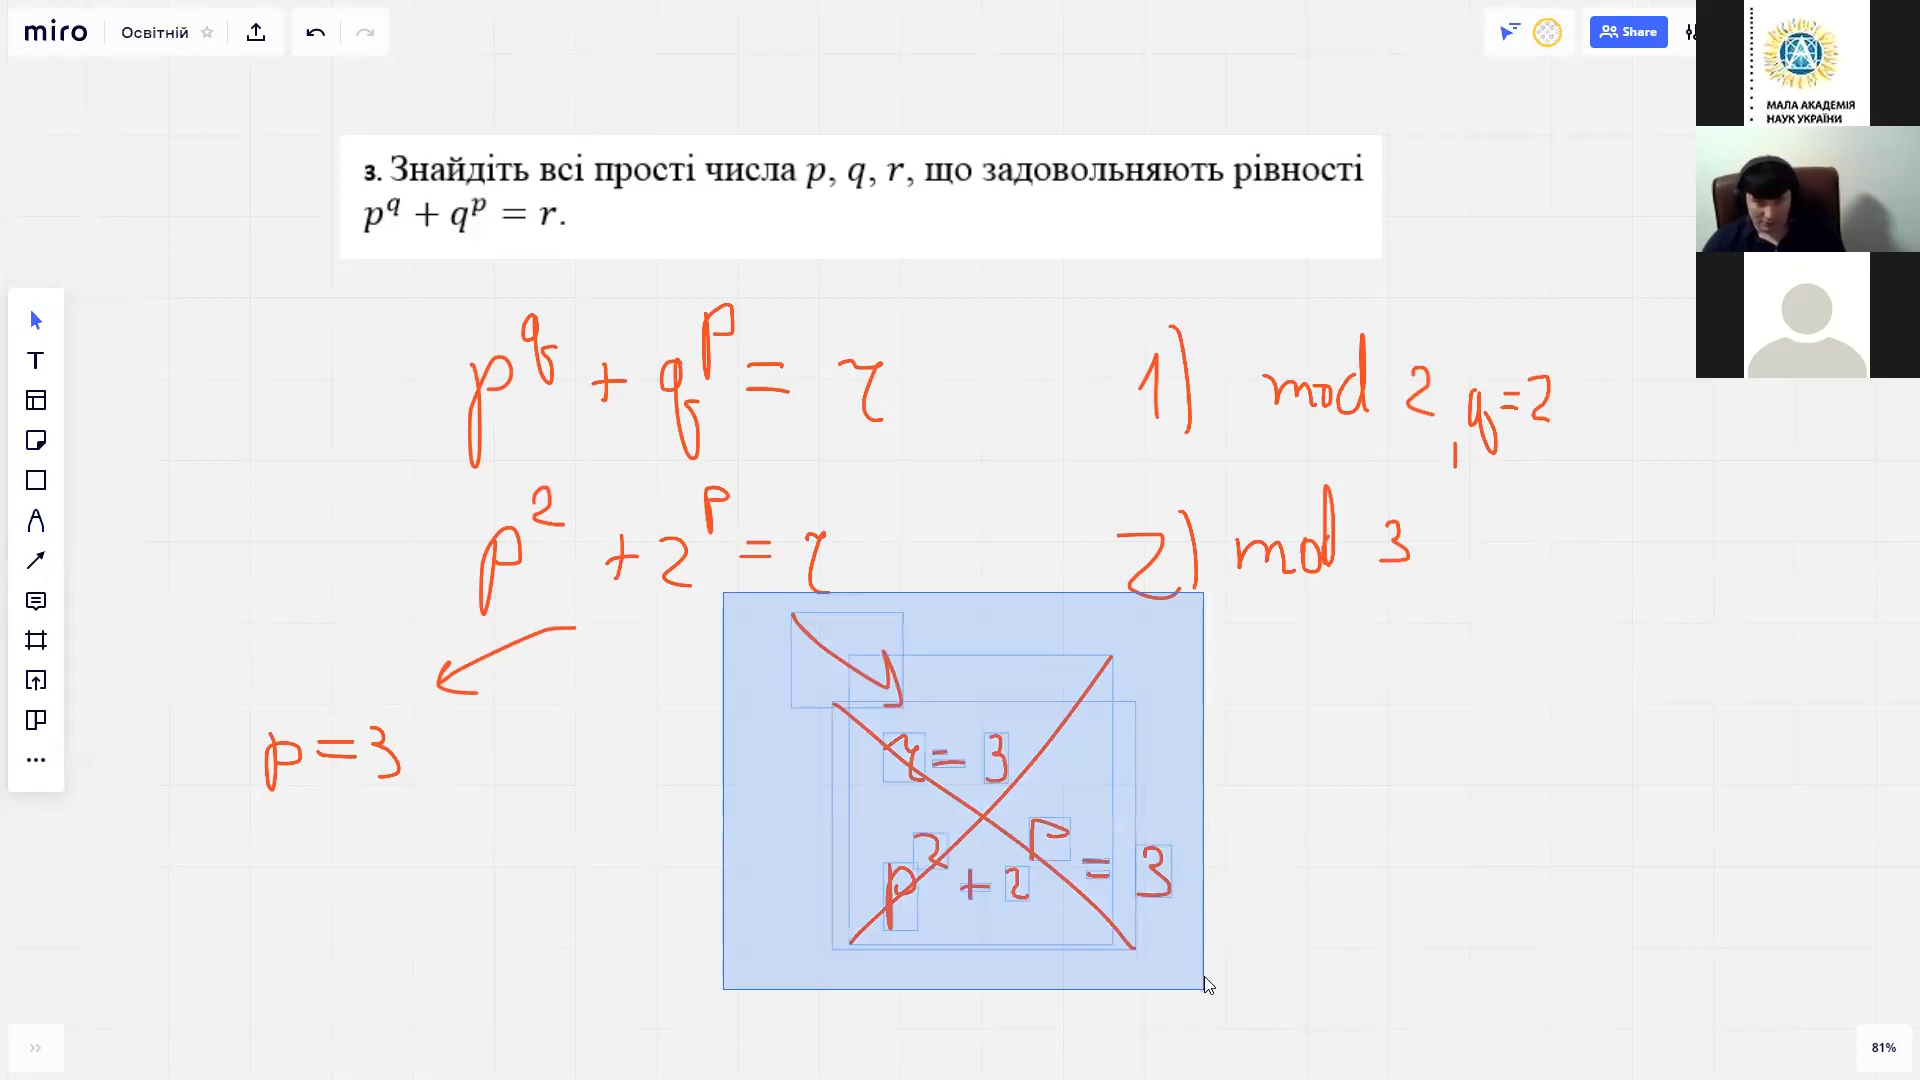 miro
Освітній
Share
МАЛА АКАДЕМІЯ
НАУК УКРАЇНИ
3. Знайдіть всі прості числа p, q, r, що задовольняють рівності
p^q + q^p = r.
p^q + q^p = r
1) mod 2, q=2
p^2 + 2^p = r
2) mod 3
p=3
r=3
p^2 + 2^p = 3
81%